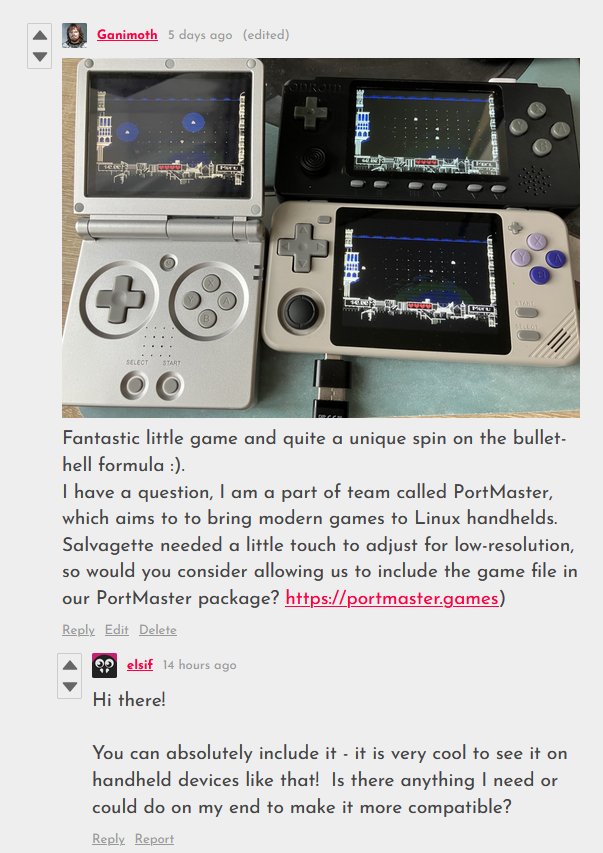 Ganimoth 5 days ago (edited)
ODROID
X
Y
A
B
SELECT START
START
SELECT
Fantastic little game and quite a unique spin on the bullet-
hell formula :).
I have a question, I am a part of team called PortMaster,
which aims to to bring modern games to Linux handhelds.
Salvagette needed a little touch to adjust for low-resolution,
so would you consider allowing us to include the game file in
our PortMaster package? https://portmaster.games)
Reply Edit Delete
elsif 14 hours ago
Hi there!
You can absolutely include it - it is very cool to see it on
handheld devices like that!  Is there anything I need or
could do on my end to make it more compatible?
Reply Report